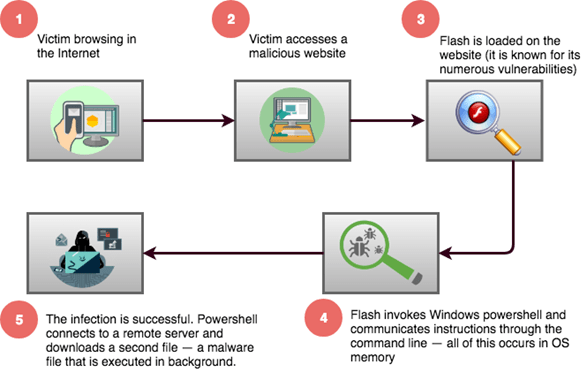 1
Victim browsing in
the Internet
2
Victim accesses a
malicious website
3
Flash is loaded on the
website (it is known for its
numerous vulnerabilities)
5
The infection is successful. Powershell
connects to a remote server and
downloads a second file — a malware
file that is executed in background.
4
Flash invokes Windows powershell and
communicates instructions through the
command line — all of this occurs in OS
memory